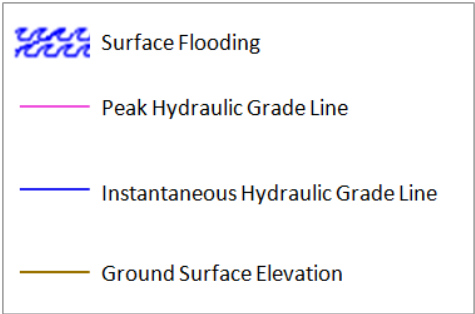 Surface Flooding
Peak Hydraulic Grade Line
Instantaneous Hydraulic Grade Line
Ground Surface Elevation